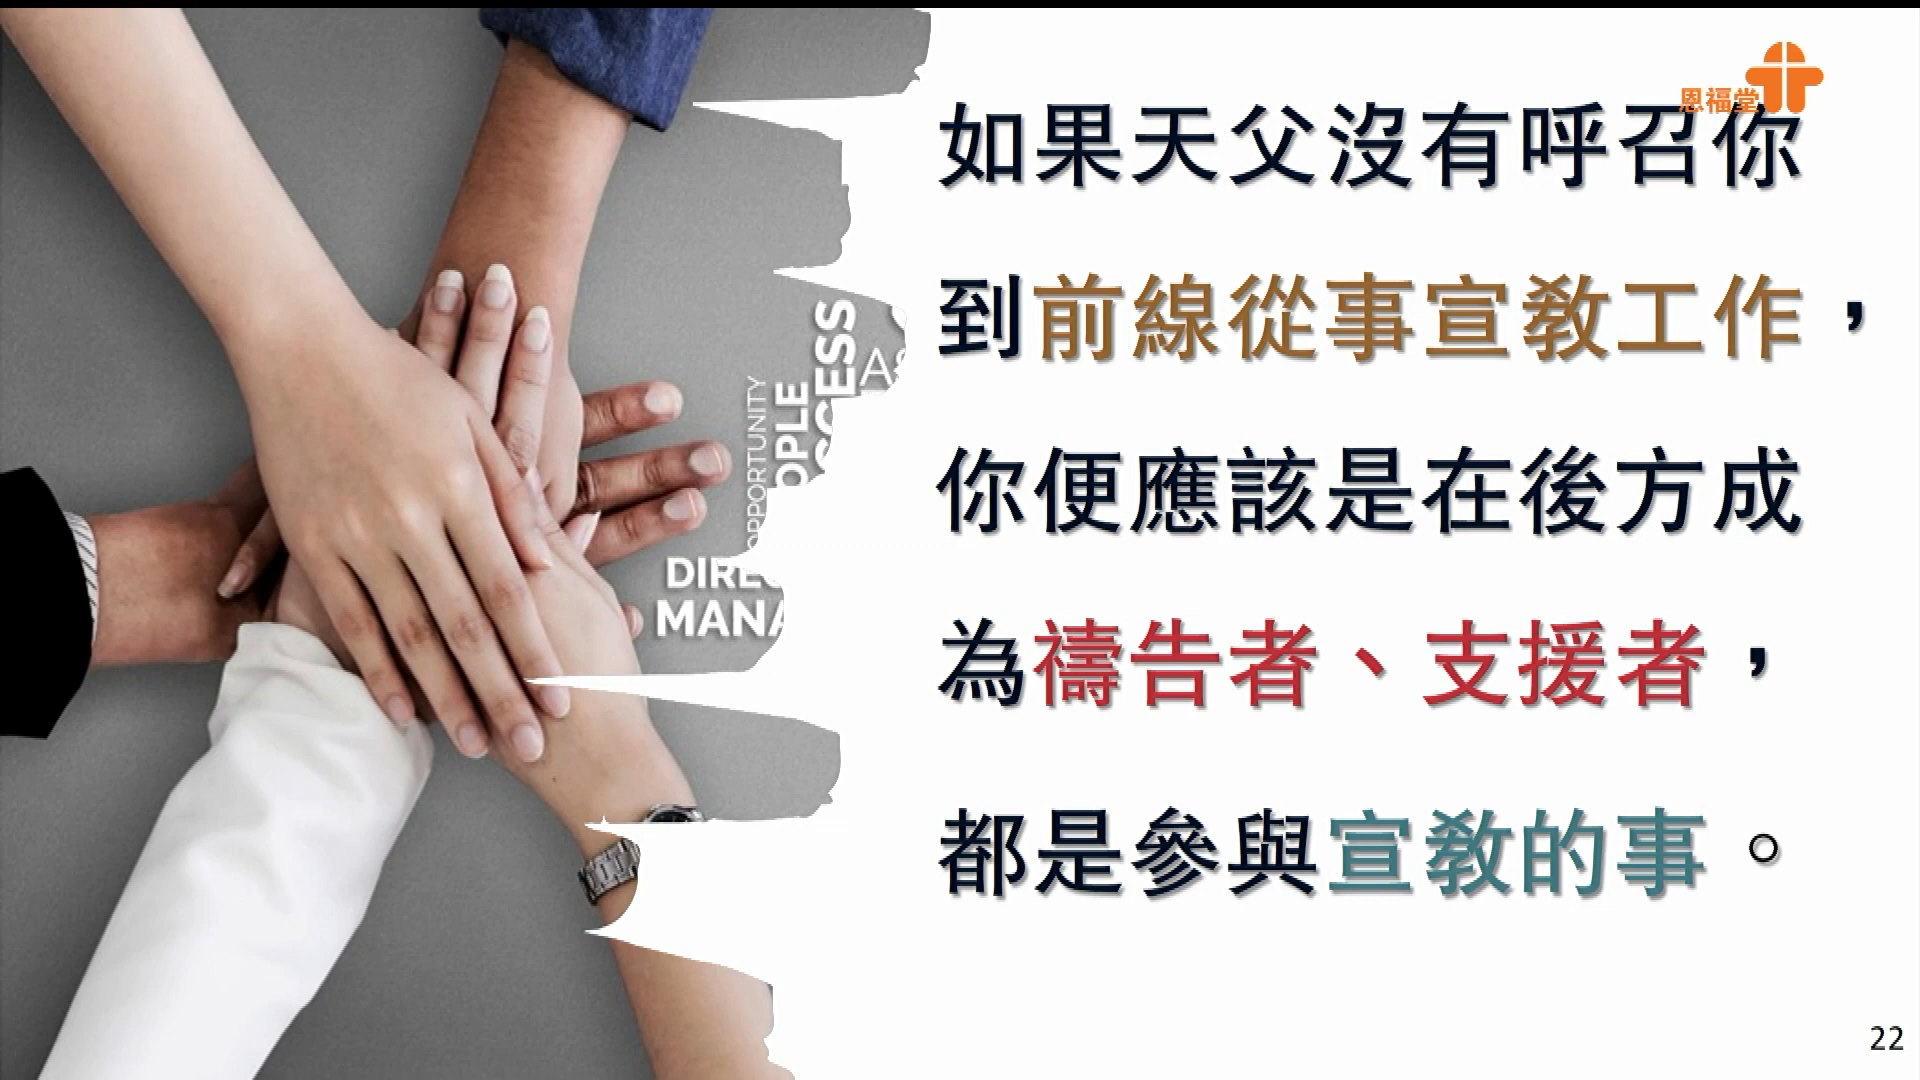 恩福堂
如果天父沒有呼召你
到前線從事宣教工作，
你便應該是在後方成
為禱告者、支援者，
都是參與宣教的事。
OPPORTUNITY
MANA
22